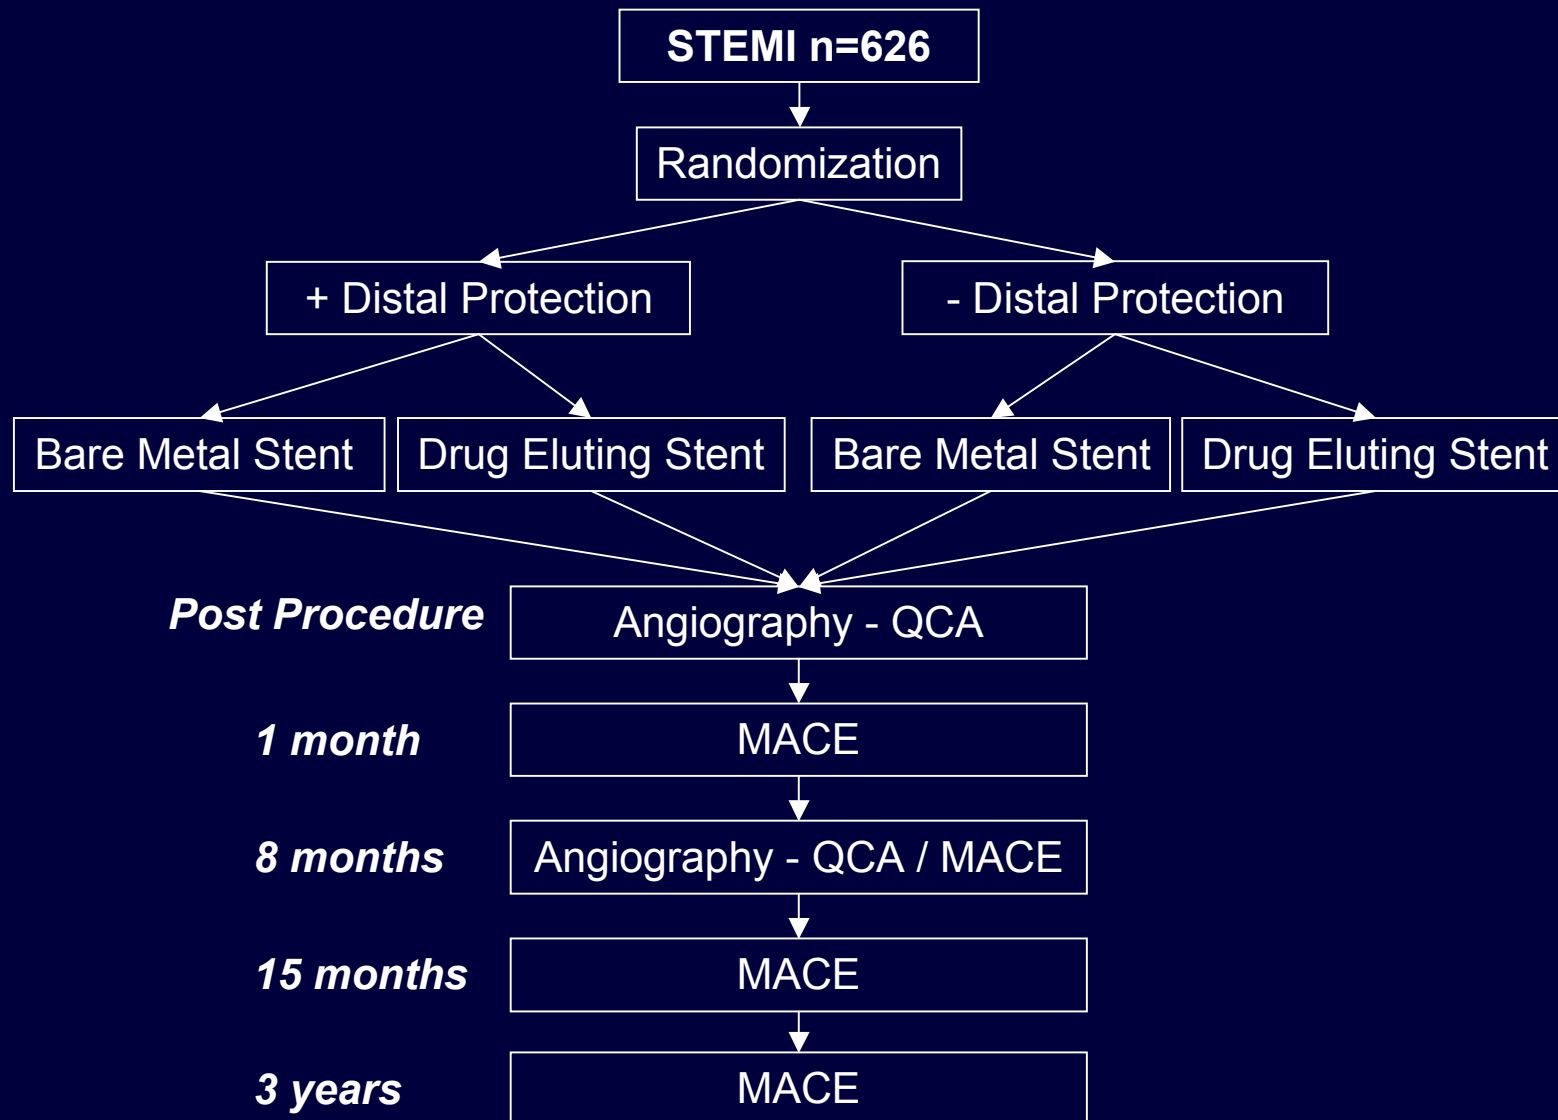 STEMI n=626
Randomization
+ Distal Protection
- Distal Protection
Bare Metal Stent
Drug Eluting Stent
Bare Metal Stent
Drug Eluting Stent
Post Procedure
Angiography - QCA
1 month
MACE
8 months
Angiography - QCA / MACE
15 months
MACE
3 years
MACE